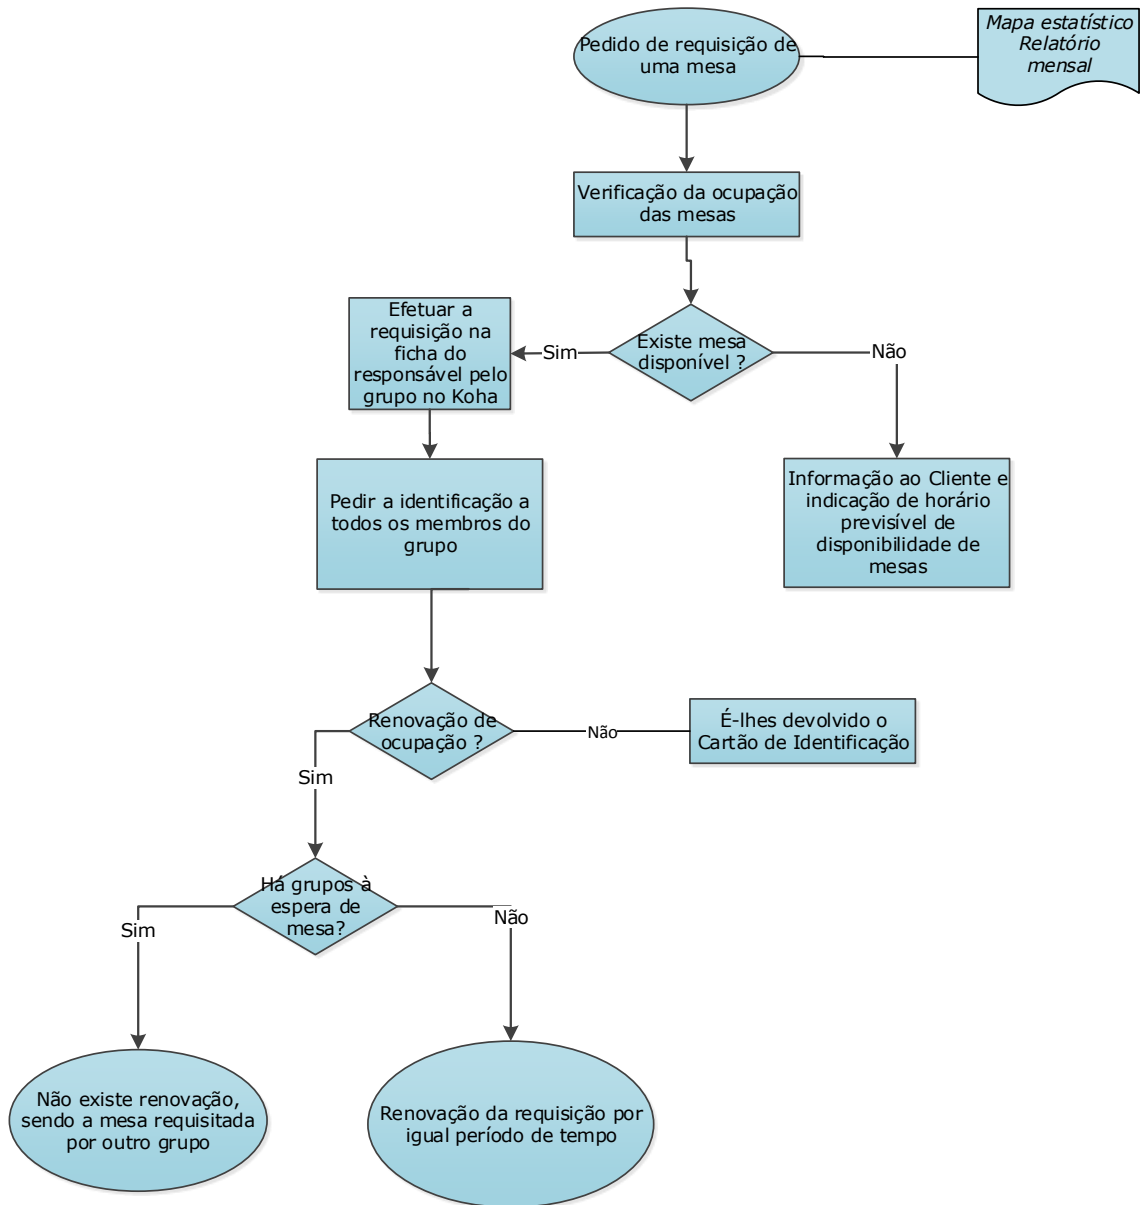 Pedido de requisição de
uma mesa
Mapa estatístico
Relatório
mensal
Verificação da ocupação
das mesas
Efetuar a
requisição na
ficha do
responsável pelo
grupo no Koha
Sim
Existe mesa
disponível ?
Não
Pedir a identificação a
todos os membros do
grupo
Informação ao Cliente e
indicação de horário
previsível de
disponibilidade de
mesas
Renovação de
ocupação ?
Não
É-lhes devolvido o
Cartão de Identificação
Sim
Há grupos à
espera de
mesa?
Sim
Não
Não existe renovação,
sendo a mesa requisitada
por outro grupo
Renovação da requisição por
igual período de tempo